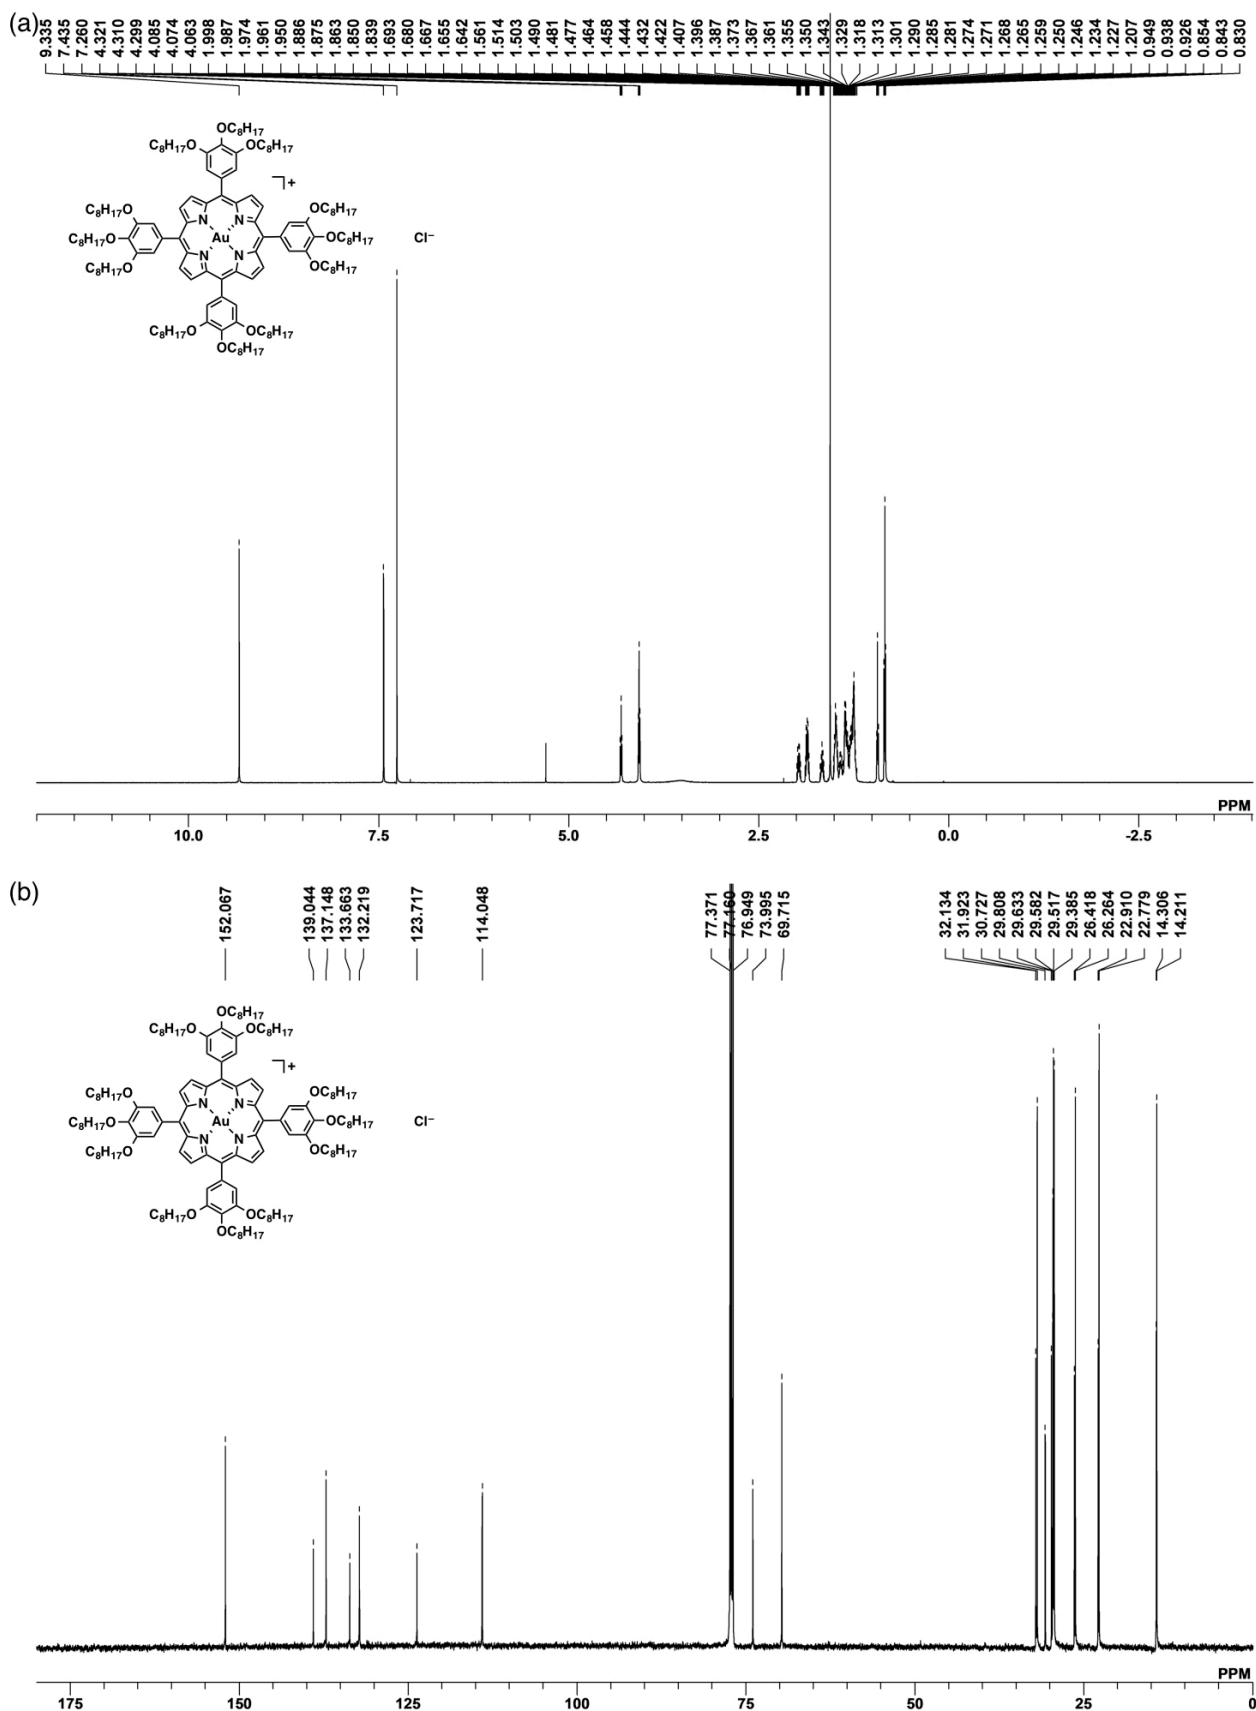 (a)
9.335 7.435 7.260 4.321 4.310 4.299 4.085 4.074 4.063 1.998 1.987 1.974 1.961 1.950 1.886 1.875 1.863 1.850 1.839 1.693 1.680 1.667 1.655 1.642 1.561 1.514 1.503 1.490 1.481 1.477 1.464 1.458 1.444 1.432 1.422 1.407 1.396 1.387 1.373 1.367 1.361 1.355 1.350 1.343 1.329 1.318 1.313 1.301 1.290 1.285 1.281 1.274 1.271 1.268 1.265 1.259 1.250 1.246 1.234 1.227 1.207 0.949 0.938 0.926 0.854 0.843 0.830
OC8H17
C8H17O OC8H17
+
C8H17O OC8H17
N N
C8H17O Au OC8H17 Cl−
N N
C8H17O OC8H17
C8H17O OC8H17
OC8H17
PPM
10.0 7.5 5.0 2.5 0.0 -2.5
(b)
152.067 139.044 137.148 133.663 132.219 123.717 114.048 77.371 77.160 76.949 73.995 69.715 32.134 31.923 30.727 29.808 29.633 29.582 29.517 29.385 26.418 26.264 22.910 22.779 14.306 14.211
OC8H17
C8H17O OC8H17
+
C8H17O OC8H17
N N
C8H17O Au OC8H17 Cl−
N N
C8H17O OC8H17
C8H17O OC8H17
OC8H17
PPM
175 150 125 100 75 50 25 0